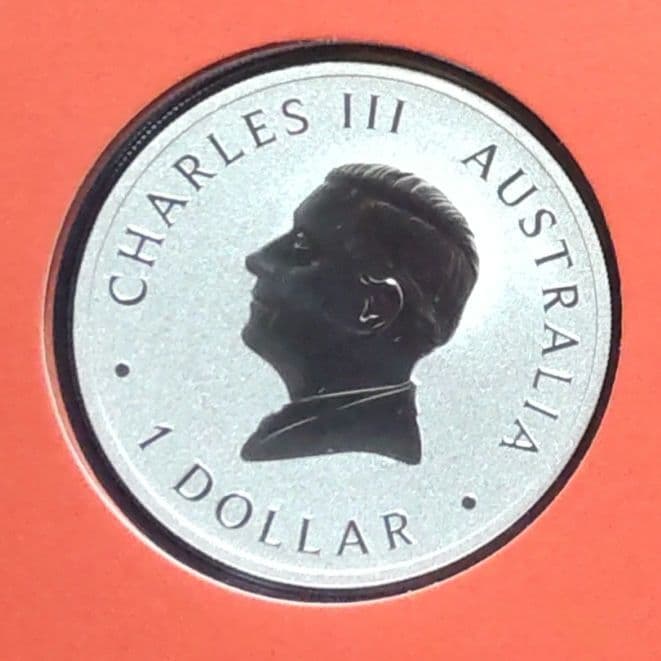 CHARLES III AUSTRALIA
• 1 DOLLAR •